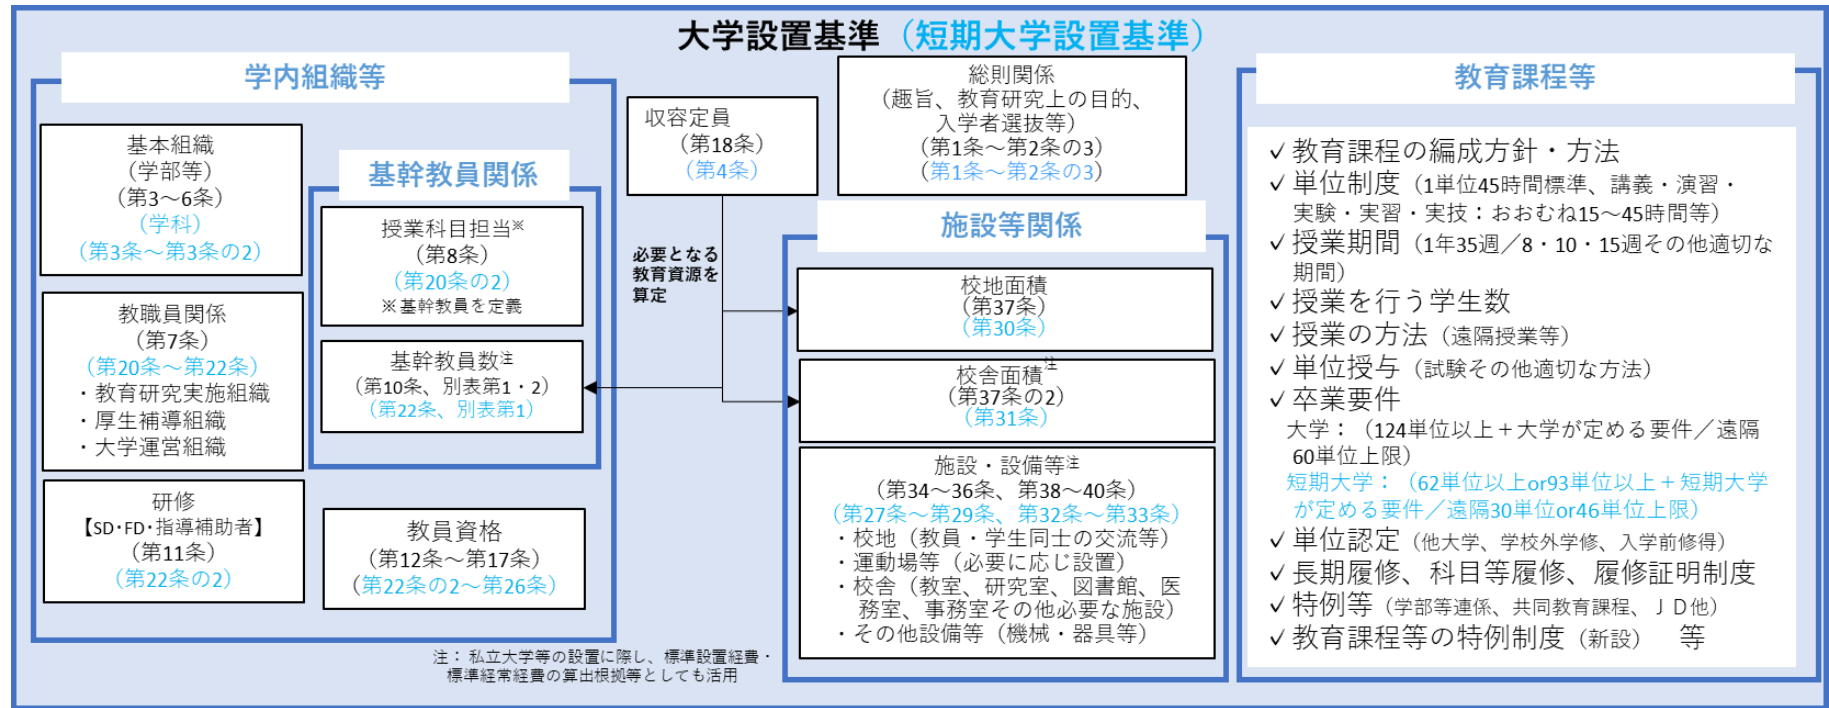 大学設置基準（短期大学設置基準）
学内組織等
基本組織
（学部等）
（第3～6条）
（学科）
（第3条～第3条の2）
教職員関係
（第7条）
（第20条～第22条）
・教育研究実施組織
・厚生補導組織
・大学運営組織
研修
【SD・FD・指導補助者】
（第11条）
（第22条の2）
基幹教員関係
授業科目担当※
（第8条）
（第20条の2）
※基幹教員を定義
基幹教員数注
（第10条、別表第1・2）
（第22条、別表第1）
教員資格
（第12条～第17条）
（第22条の2～第26条）
収容定員
（第18条）
（第4条）
必要となる
教育資源を
算定
総則関係
（趣旨、教育研究上の目的、
入学者選抜等）
（第1条～第2条の3）
（第1条～第2条の3）
施設等関係
校地面積
（第37条）
（第30条）
校舎面積注
（第37条の2）
（第31条）
施設・設備等注
（第34～36条、第38～40条）
（第27条～第29条、第32条～第33条）
・校地（教員・学生同士の交流等）
・運動場等（必要に応じ設置）
・校舎（教室、研究室、図書館、医
務室、事務室その他必要な施設）
・その他設備等（機械・器具等）
注： 私立大学等の設置に際し、標準設置経費・
標準経常経費の算出根拠等としても活用
教育課程等
✓教育課程の編成方針・方法
✓単位制度（1単位45時間標準、講義・演習・
実験・実習・実技：おおむね15～45時間等）
✓授業期間（1年35週／8・10・15週その他適切な
期間）
✓授業を行う学生数
✓授業の方法（遠隔授業等）
✓単位授与（試験その他適切な方法）
✓卒業要件
大学：（124単位以上＋大学が定める要件／遠隔
60単位上限）
短期大学：（62単位以上or93単位以上＋短期大学
が定める要件／遠隔30単位or46単位上限）
✓単位認定（他大学、学校外学修、入学前修得）
✓長期履修、科目等履修、履修証明制度
✓特例等（学部等連係、共同教育課程、ＪＤ他）
✓教育課程等の特例制度（新設）　等